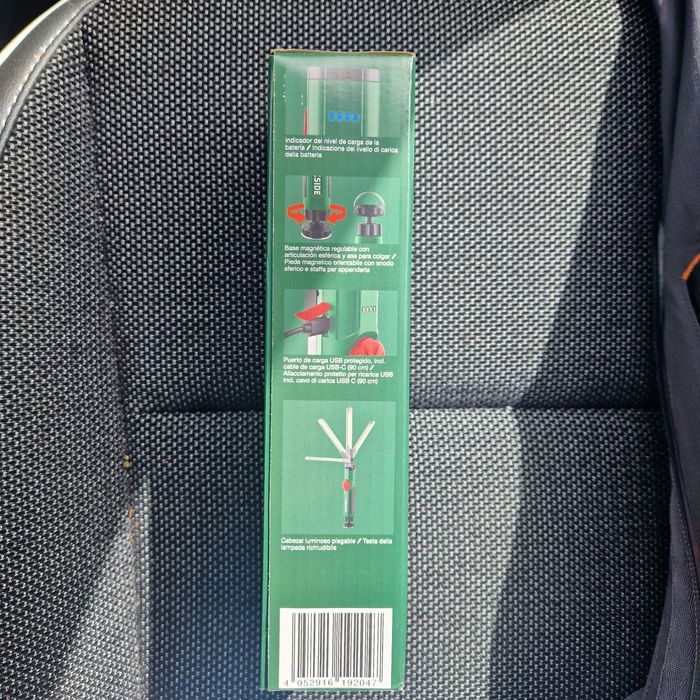 Indicador del nivel de carga de la
batería / Indicazione del livello di carica
della batteria
SIDE
Base magnética regulable con
articulación esférica y asa para colgar /
Piede magnetico orientabile con snodo
sferico e staffa per appenderla
Puerto de carga USB protegido, incl.
cable de carga USB-C (90 cm) /
Allacciamento protetto per ricarica USB
incl. cavo di carica USB C (90 cm)
Cabezal luminoso plegable / Testa della
lampada richiudibile
4 052916 192047